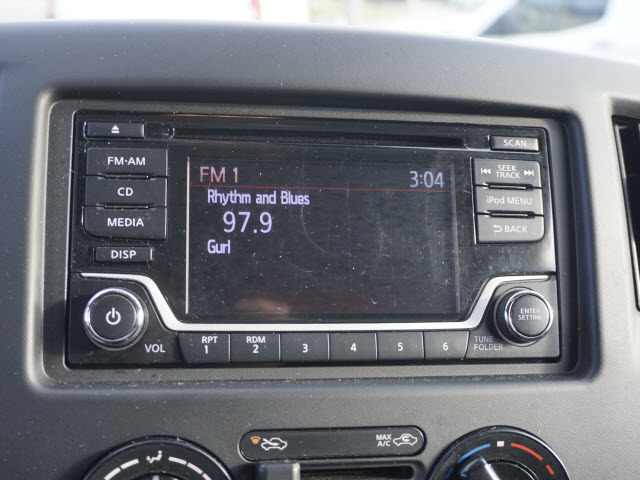 SCAN
FM·AM
CD
MEDIA
DISP
FM 1 3:04
Rhythm and Blues
97.9
Gurl
SEEK
TRACK
iPod MENU
BACK
VOL
RPT
1
RDM
2
3
4
5
6
TUNE
FOLDER
ENTER
SETTING
MAX
A/C